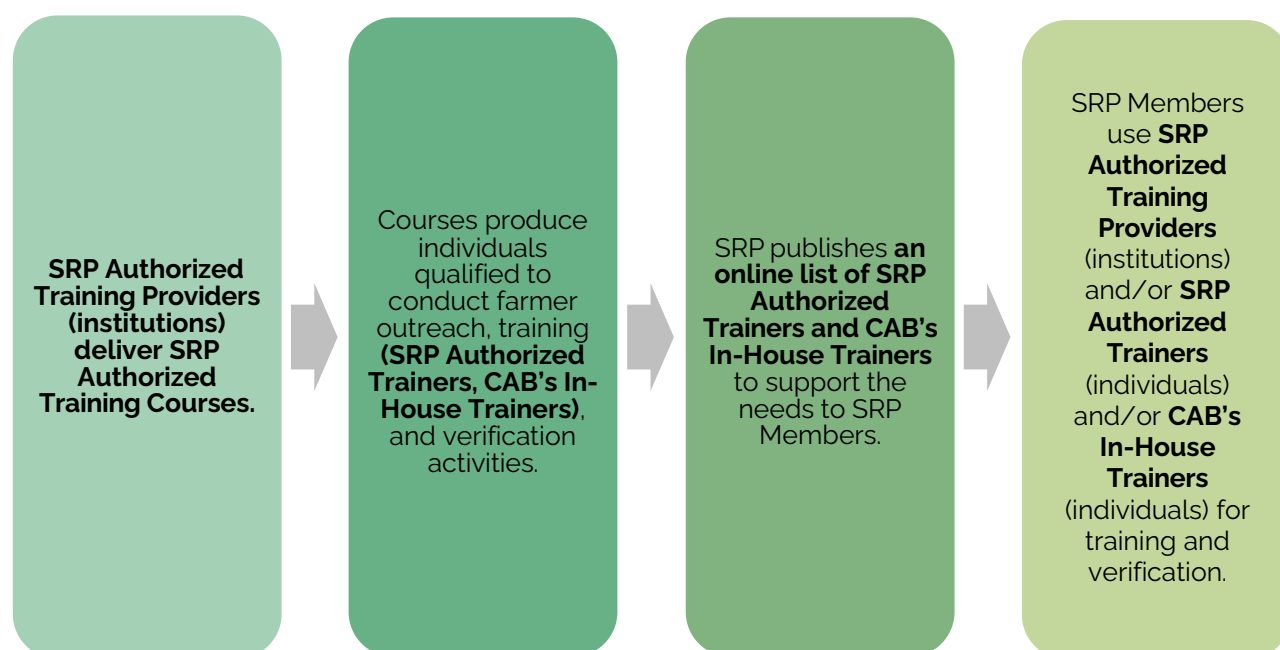 SRP Authorized
Training Providers
(institutions)
deliver SRP
Authorized
Training Courses.
Courses produce
individuals
qualified to
conduct farmer
outreach, training
(SRP Authorized
Trainers, CAB's In-
House Trainers),
and verification
activities.
SRP publishes an
online list of SRP
Authorized
Trainers and CAB's
In-House Trainers
to support the
needs to SRP
Members.
SRP Members
use SRP
Authorized
Training
Providers
(institutions)
and/or SRP
Authorized
Trainers
(individuals)
and/or CAB's
In-House
Trainers
(individuals) for
training and
verification.